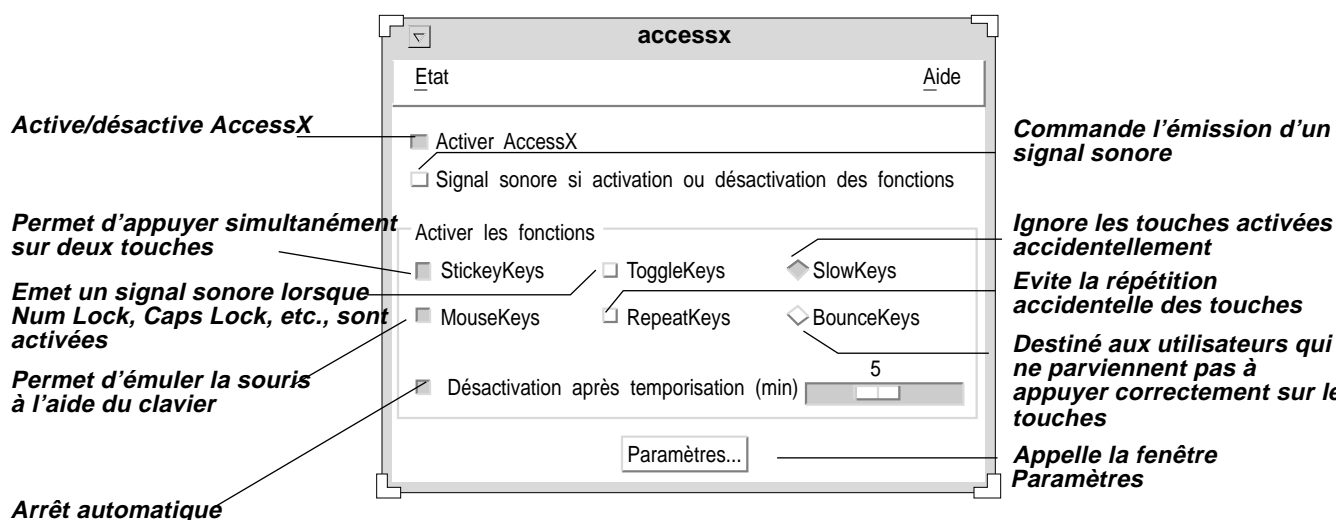 accessx
Etat Aide
Active/désactive AccessX
Activer AccessX
Commande l'émission d'un
signal sonore
Signal sonore si activation ou désactivation des fonctions
Permet d'appuyer simultanément
sur deux touches
Activer les fonctions
Ignore les touches activées
accidentellement
StickeyKeys ToggleKeys SlowKeys
Emet un signal sonore lorsque
Num Lock, Caps Lock, etc., sont
activées
Evite la répétition
accidentelle des touches
MouseKeys RepeatKeys BounceKeys
Destiné aux utilisateurs qui
ne parviennent pas à
appuyer correctement sur le
touches
Permet d'émuler la souris
à l'aide du clavier
5
Désactivation après temporisation (min)
Paramètres...
Appelle la fenêtre
Paramètres
Arrêt automatique